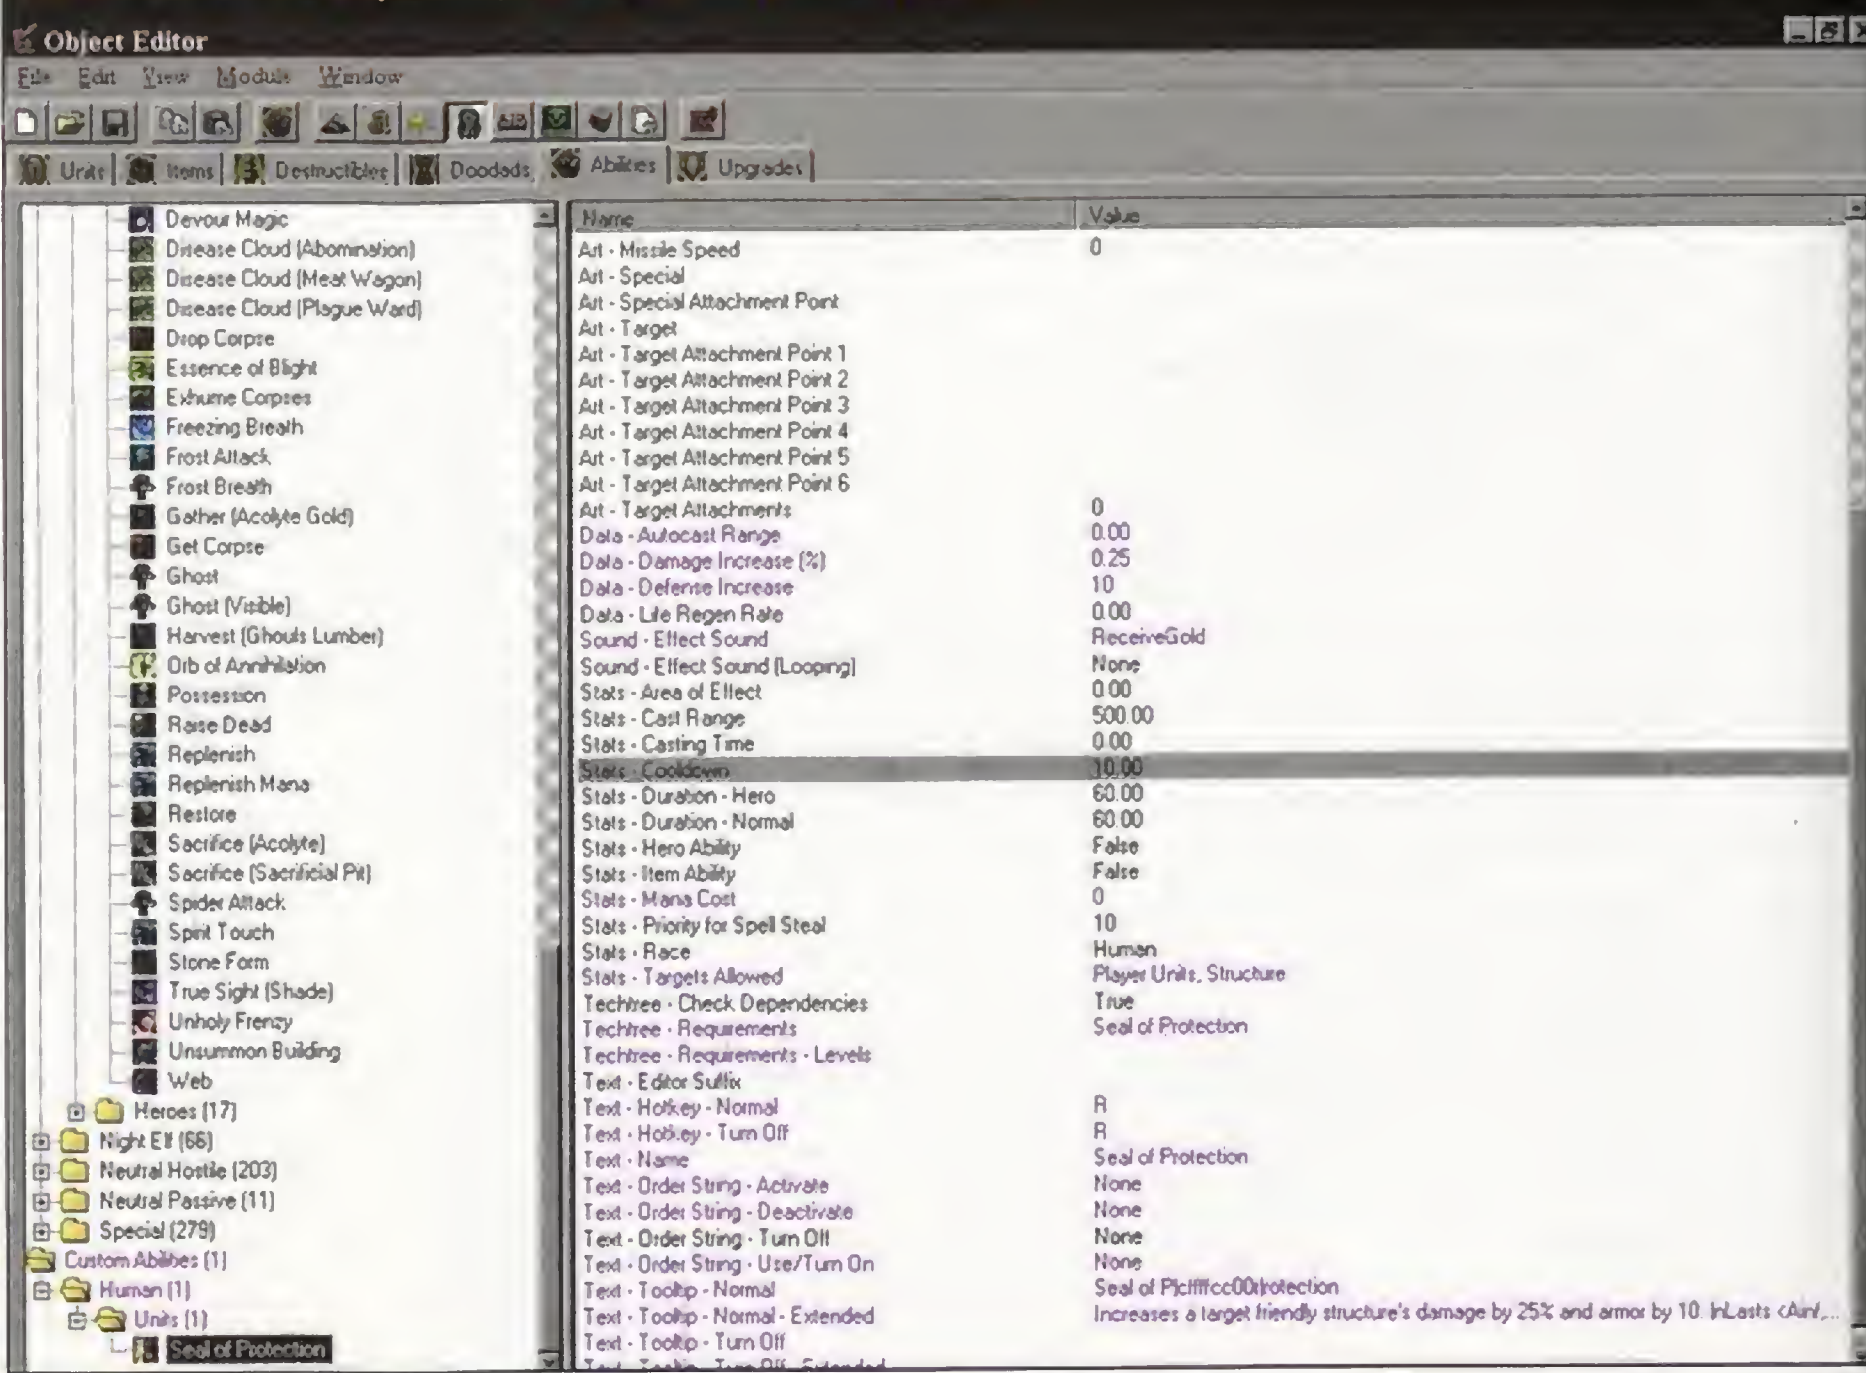 Object Editor
File Edit View Module Window
Units Items Destructibles Doodads Abilities Upgrades
Devour Magic
Disease Cloud (Abomination)
Disease Cloud (Meat Wagon)
Disease Cloud (Plague Ward)
Drop Corpse
Essence of Blight
Exhume Corpses
Freezing Breath
Frost Attack
Frost Breath
Gather (Acolyte Gold)
Get Corpse
Ghost
Ghost (Visible)
Harvest (Ghouls Lumber)
Orb of Annihilation
Possession
Raise Dead
Replenish
Replenish Mana
Restore
Sacrifice (Acolyte)
Sacrifice (Sacrificial Pit)
Spider Attack
Spirit Touch
Stone Form
True Sight (Shade)
Unholy Frenzy
Unsummon Building
Web
Heroes (17)
Night Elf (66)
Neutral Hostile (203)
Neutral Passive (11)
Special (279)
Custom Abilities (1)
Human (1)
Units (1)
Seal of Protection
Name Value
Art - Missile Speed 0
Art - Special
Art - Special Attachment Point
Art - Target
Art - Target Attachment Point 1
Art - Target Attachment Point 2
Art - Target Attachment Point 3
Art - Target Attachment Point 4
Art - Target Attachment Point 5
Art - Target Attachment Point 6
Art - Target Attachments 0
Data - Autocast Range 0.00
Data - Damage Increase (%) 0.25
Data - Defense Increase 10
Data - Life Regen Rate 0.00
Sound - Effect Sound ReceiveGold
Sound - Effect Sound (Looping) None
Stats - Area of Effect 0.00
Stats - Cast Range 500.00
Stats - Casting Time 0.00
Stats - Cooldown 10.00
Stats - Duration - Hero 60.00
Stats - Duration - Normal 60.00
Stats - Hero Ability False
Stats - Item Ability False
Stats - Mana Cost 0
Stats - Priority for Spell Steal 10
Stats - Race Human
Stats - Targets Allowed Player Units, Structure
Techtree - Check Dependencies True
Techtree - Requirements Seal of Protection
Techtree - Requirements - Levels
Text - Editor Suffix
Text - Hotkey - Normal R
Text - Hotkey - Turn Off R
Text - Name Seal of Protection
Text - Order String - Activate None
Text - Order String - Deactivate None
Text - Order String - Turn Off None
Text - Order String - Use/Turn On None
Text - Tooltip - Normal Seal of P|cffffcc00r|rotection
Text - Tooltip - Normal - Extended Increases a target friendly structure's damage by 25% and armor by 10. |nLasts
Text - Tooltip - Turn Off
Text - Tooltip - Turn Off - Extended